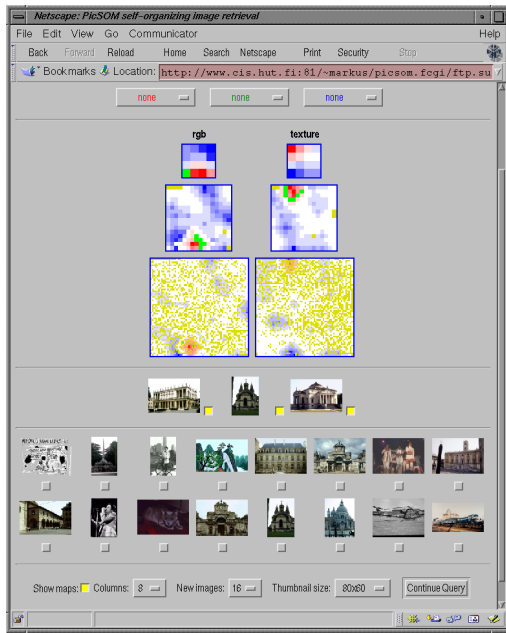 Netscape: PicSOM self-organizing image retrieval
File Edit View Go Communicator Help
Back Forward Reload Home Search Netscape Print Security Stop
Bookmarks Location: http://www.cis.hut.fi:81/~markus/picsom.fcgi/ftp.su
none none none
rgb texture
Show maps: Columns: 8 New images: 16 Thumbnail size: 80x60 Continue Query